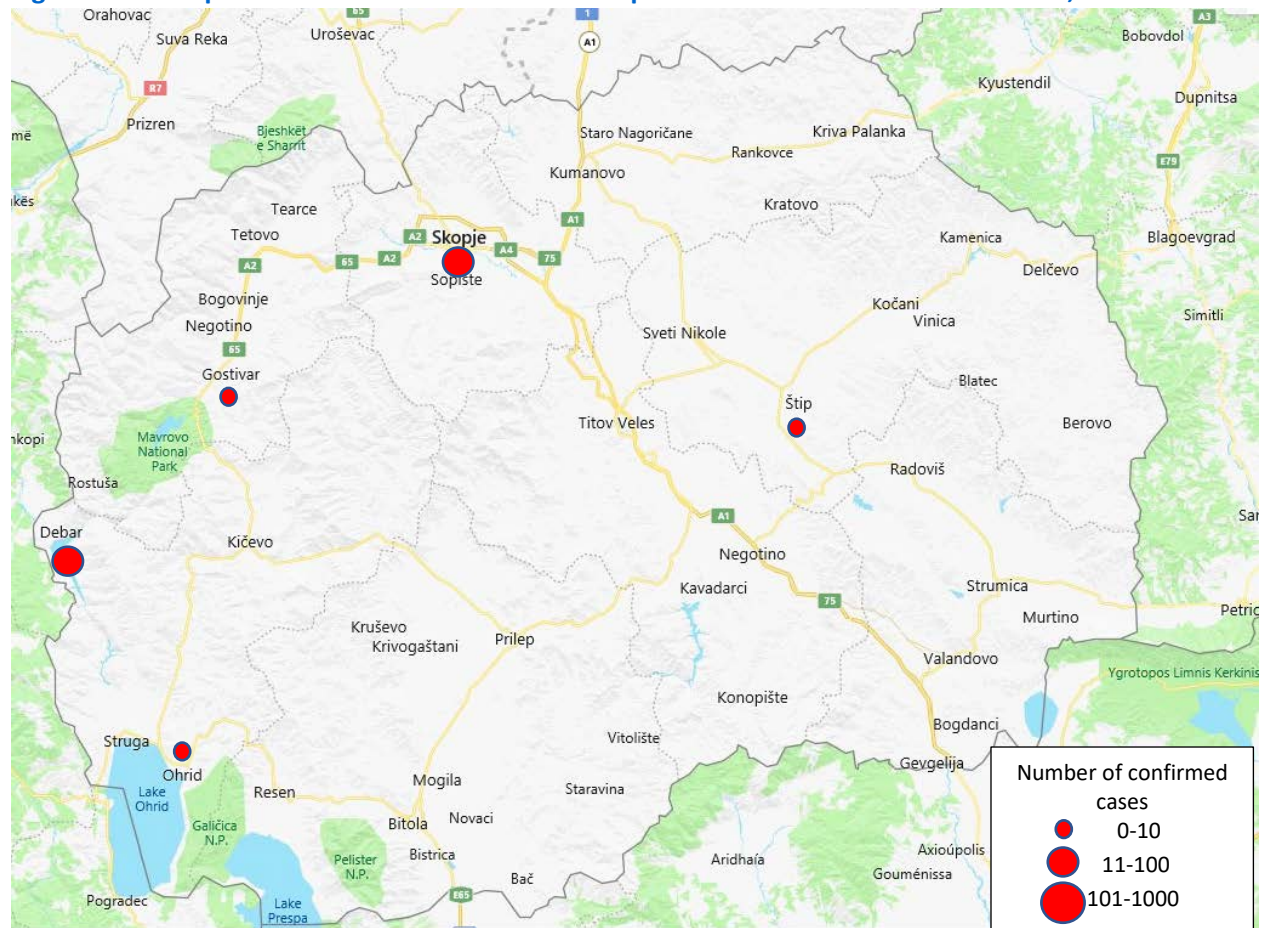 Orahovac
65
1
A3
Suva Reka
Uroševac
A1
Bobovdol
R7
Kyustendil
Dupnitsa
Prizren
Bjeshkët
e Sharrit
Staro Nagoričane
Kriva Palanka
Rankovce
E79
Kumanovo
Tearce
Kratovo
Tetovo
A2
Skopje
A4
A1
Kamenica
Blagoevgrad
A2
65
A2
75
Sopište
Delčevo
Bogovinje
Negotino
Kočani
Vinica
Simitli
Sveti Nikole
65
Gostivar
Blatec
Štip
Mavrovo
National
Park
Titov Veles
Berovo
Rostuša
Radoviš
Debar
A1
Kičevo
Negotino
Kavadarci
75
Strumica
Murtino
Kruševo
Krivogaštani
Prilep
Valandovo
Ygrotopos Limnis Kerkinis
Konopište
Bogdanci
Struga
Vitolište
Ohrid
Gevgelija
Lake
Ohrid
Resen
Mogila
Staravina
Galičica
N.P.
Bitola
Novaci
Pelister
N.P.
Bistrica
Aridhaía
Axioúpolis
Gouménissa
Bač
Pogradec
Lake
Prespa
E65
Number of confirmed
cases
0-10
11-100
101-1000